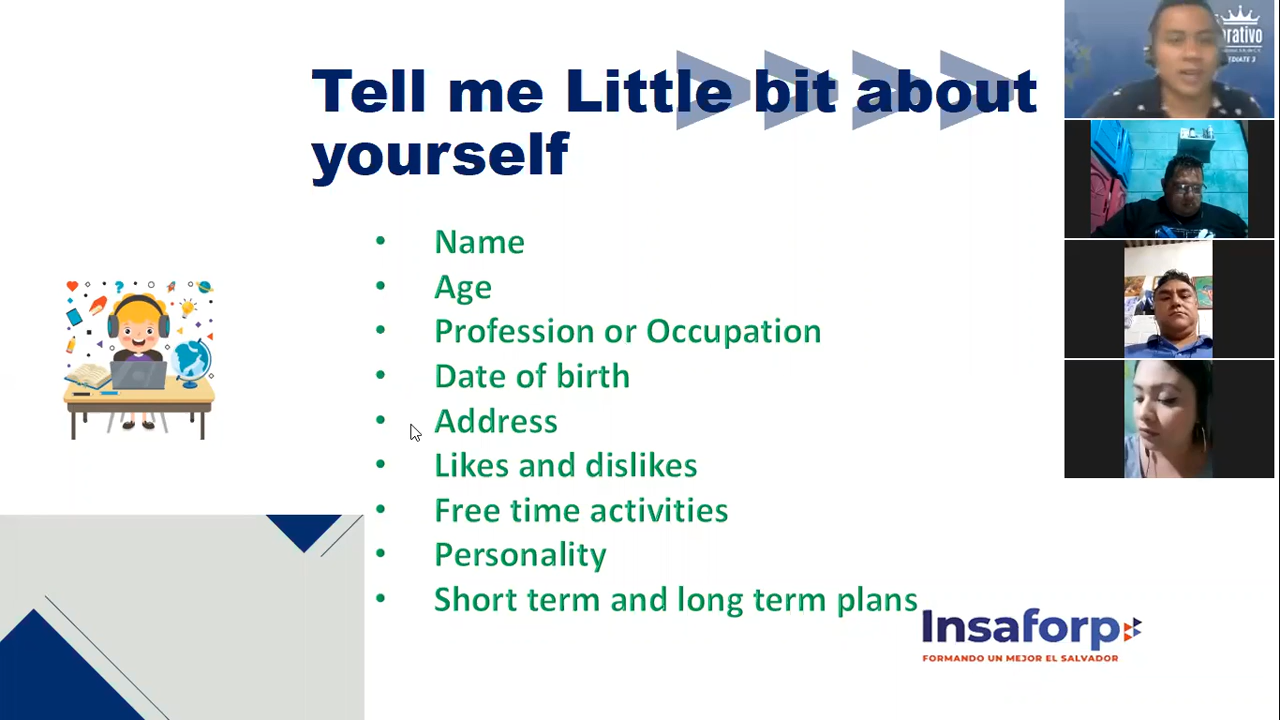 Tell me Little bit about
yourself
• Name
• Age
• Profession or Occupation
• Date of birth
• Address
• Likes and dislikes
• Free time activities
• Personality
• Short term and long term plans
Insaforp
FORMANDO UN MEJOR EL SALVADOR